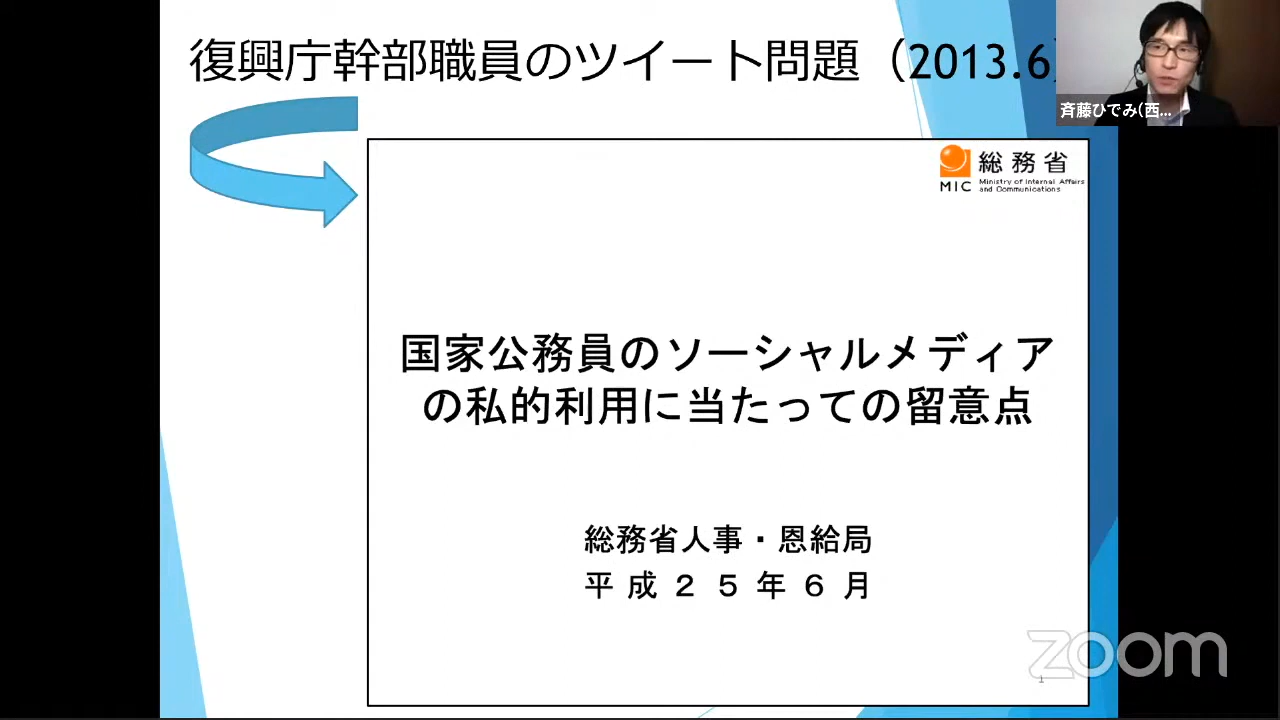 復興庁幹部職員のツイート問題（2013.6）
斉藤ひでみ(西...
総務省
MIC Ministry of Internal Affairs
and Communications
国家公務員のソーシャルメディア
の私的利用に当たっての留意点
総務省人事・恩給局
平成２５年６月
zoom
1